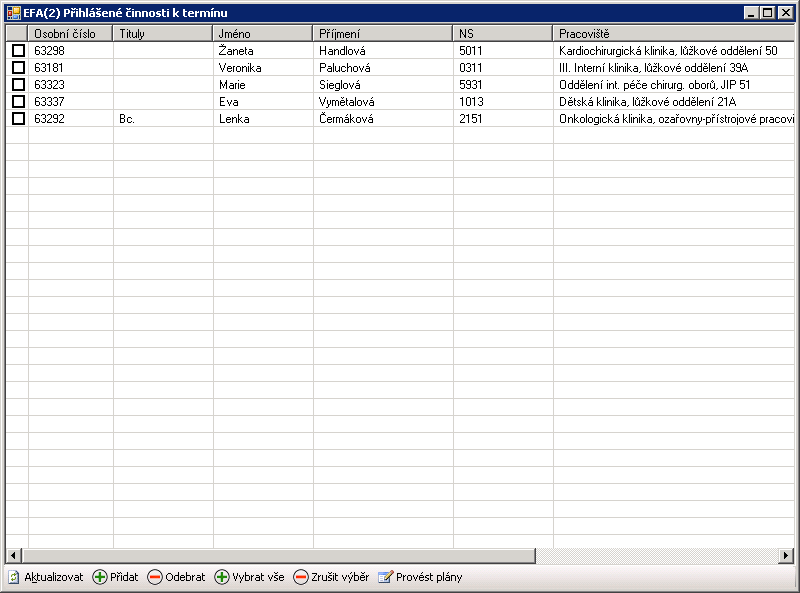 EFA(2) Přihlášené činnosti k termínu
Osobní číslo Tituly Jméno Příjmení NS Pracoviště
63298 Žaneta Handlová 5011 Kardiochirurgická klinika, lůžkové oddělení 50
63181 Veronika Paluchová 0311 III. Interní klinika, lůžkové oddělení 39A
63323 Marie Sieglová 5931 Oddělení int. péče chirurg. oborů, JIP 51
63337 Eva Vymětalová 1013 Dětská klinika, lůžkové oddělení 21A
63292 Bc. Lenka Čermáková 2151 Onkologická klinika, ozařovny-přístrojové pracovi
Aktualizovat Přidat Odebrat Vybrat vše Zrušit výběr Provést plány